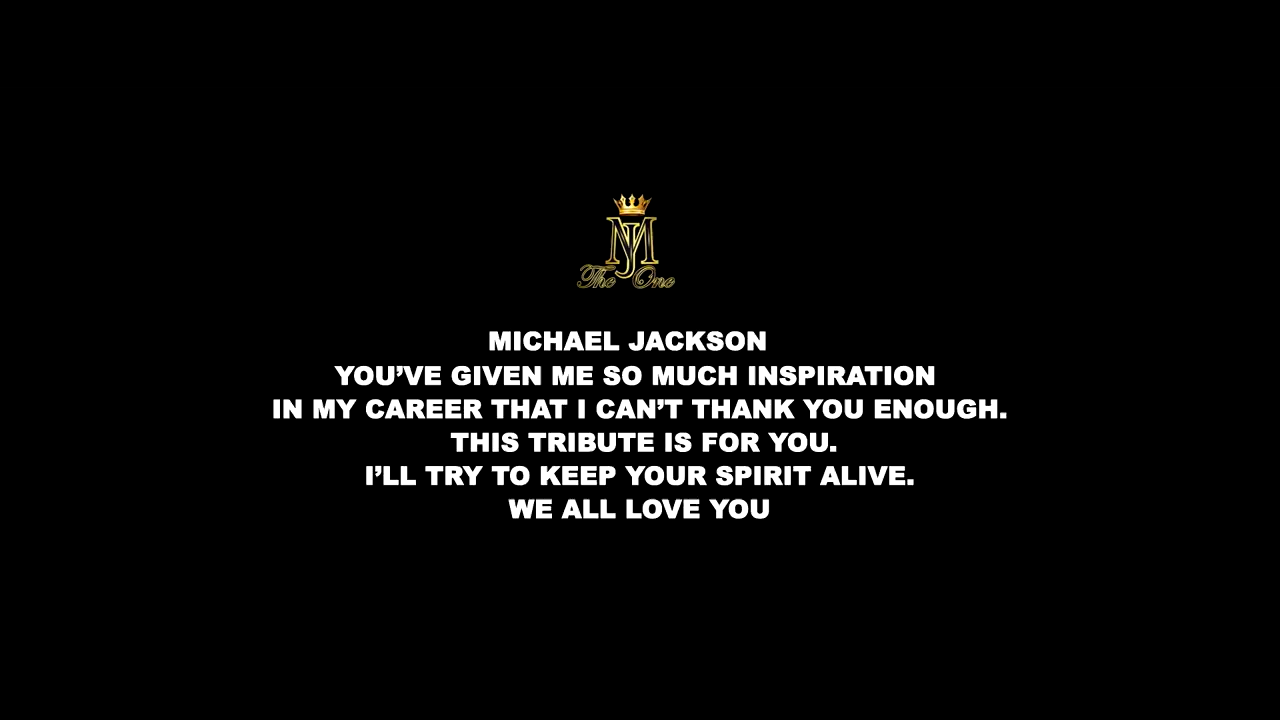 MJ
The One
MICHAEL JACKSON
YOU’VE GIVEN ME SO MUCH INSPIRATION
IN MY CAREER THAT I CAN’T THANK YOU ENOUGH.
THIS TRIBUTE IS FOR YOU.
I’LL TRY TO KEEP YOUR SPIRIT ALIVE.
WE ALL LOVE YOU